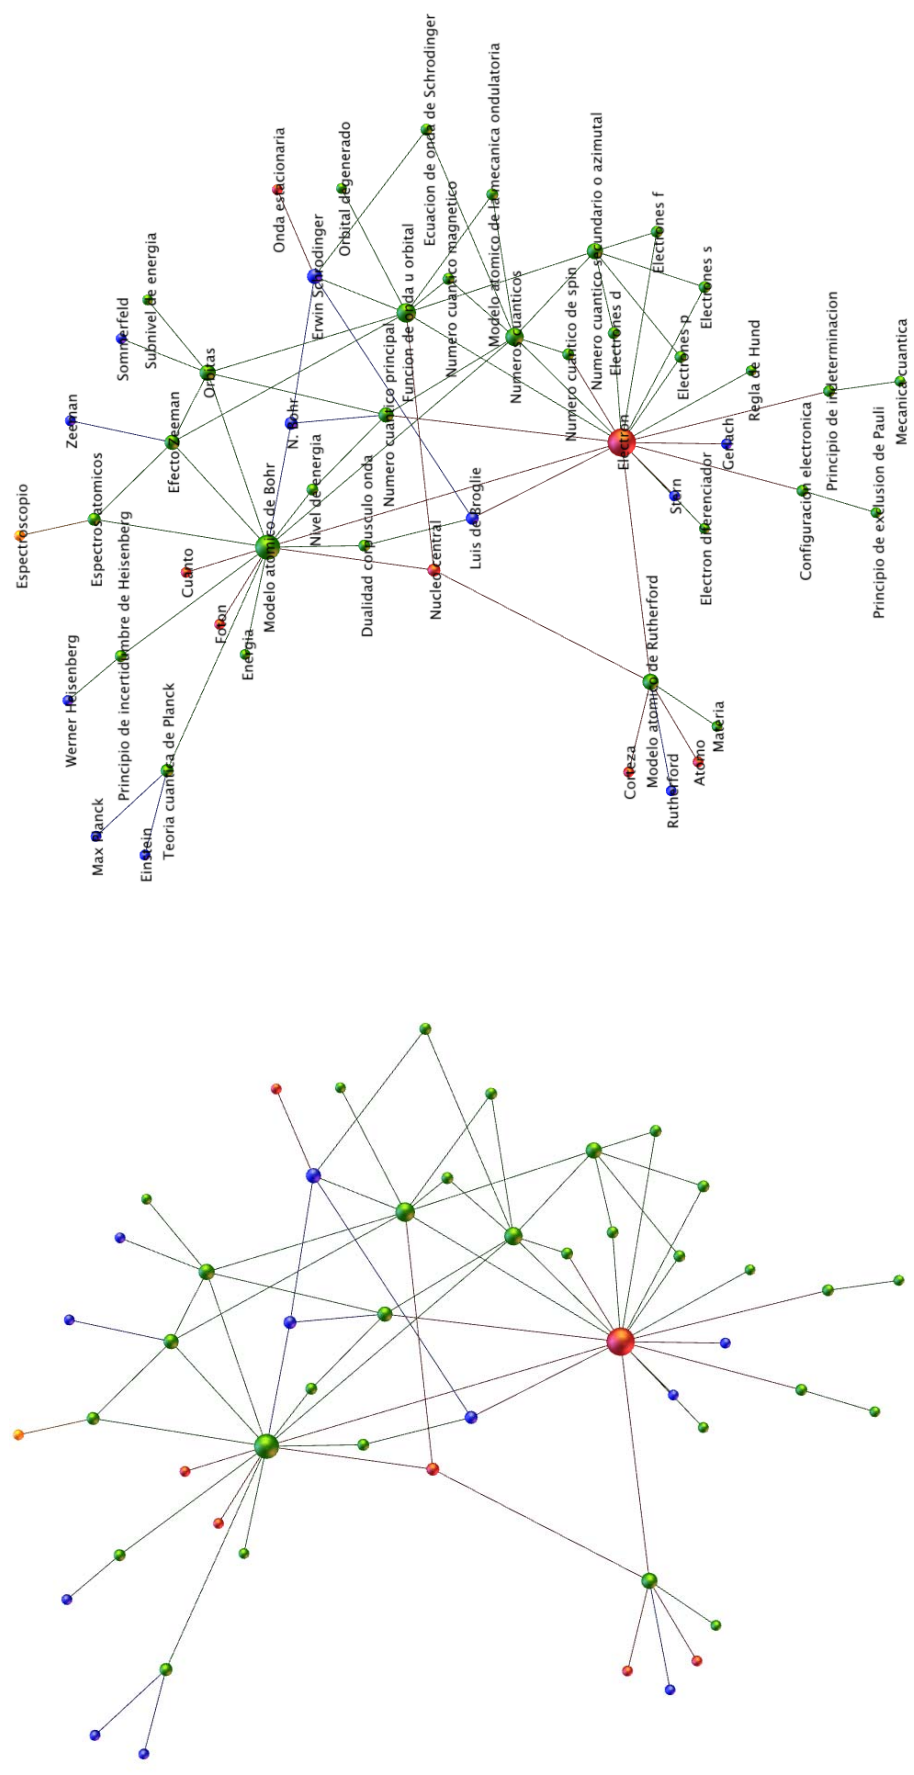 Espectroscopio
Zeeman
Sommerfeld
Subnivel de energia
Onda estacionaria
Orbital degenerado
Ecuacion de onda de Schrodinger
Espectros atomicos
Efecto Zeeman
Orbitas
Erwin Schrodinger
N. Bohr
Numero cuantico principal
Funcion de onda u orbital
Numero cuantico magnetico
Modelo atomico de la mecanica ondulatoria
Numeros cuanticos
Numero cuantico de spin
Numero cuantico secundario o azimutal
Electrones d
Electrones f
Electrones p
Electrones s
Regla de Hund
Werner Heisenberg
Principio de incertidumbre de Heisenberg
Cuanto
Foton
Energia
Modelo atomico de Bohr
Nivel de energia
Dualidad corpusculo onda
Nucleo central
Luis de Broglie
Electron
Stern
Electron diferenciador
Gerlach
Configuracion electronica
Principio de indeterminacion
Principio de exclusion de Pauli
Mecanica cuantica
Max Planck
Einstein
Teoria cuantica de Planck
Corteza
Modelo atomico de Rutherford
Rutherford
Atomo
Materia